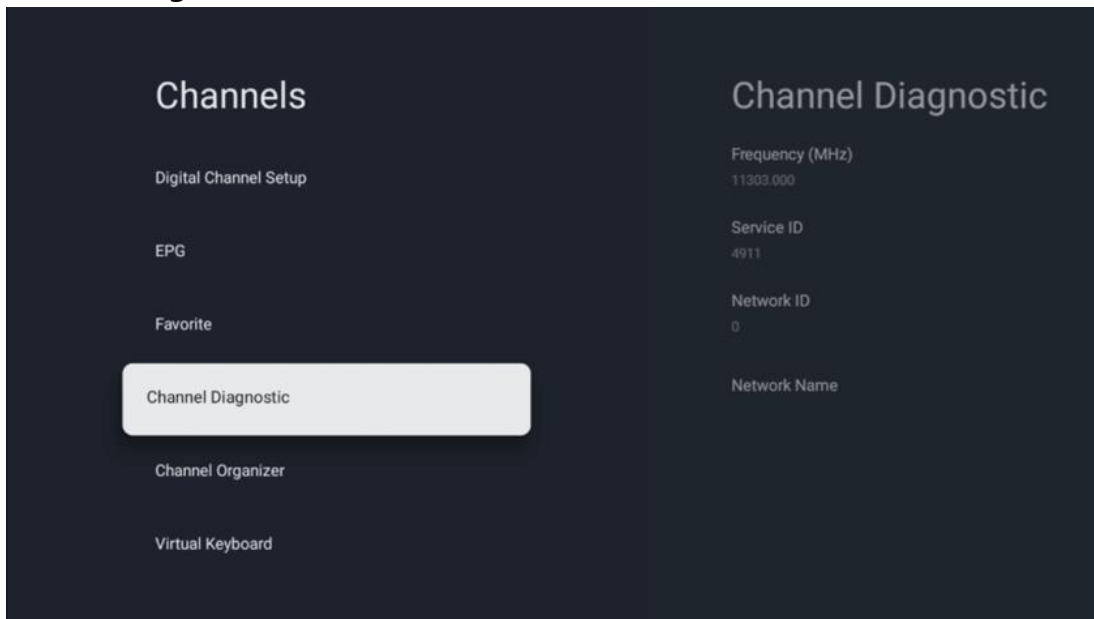 Channels
Digital Channel Setup
EPG
Favorite
Channel Diagnostic
Channel Organizer
Virtual Keyboard
Channel Diagnostic
Frequency (MHz)
11303.000
Service ID
4911
Network ID
0
Network Name